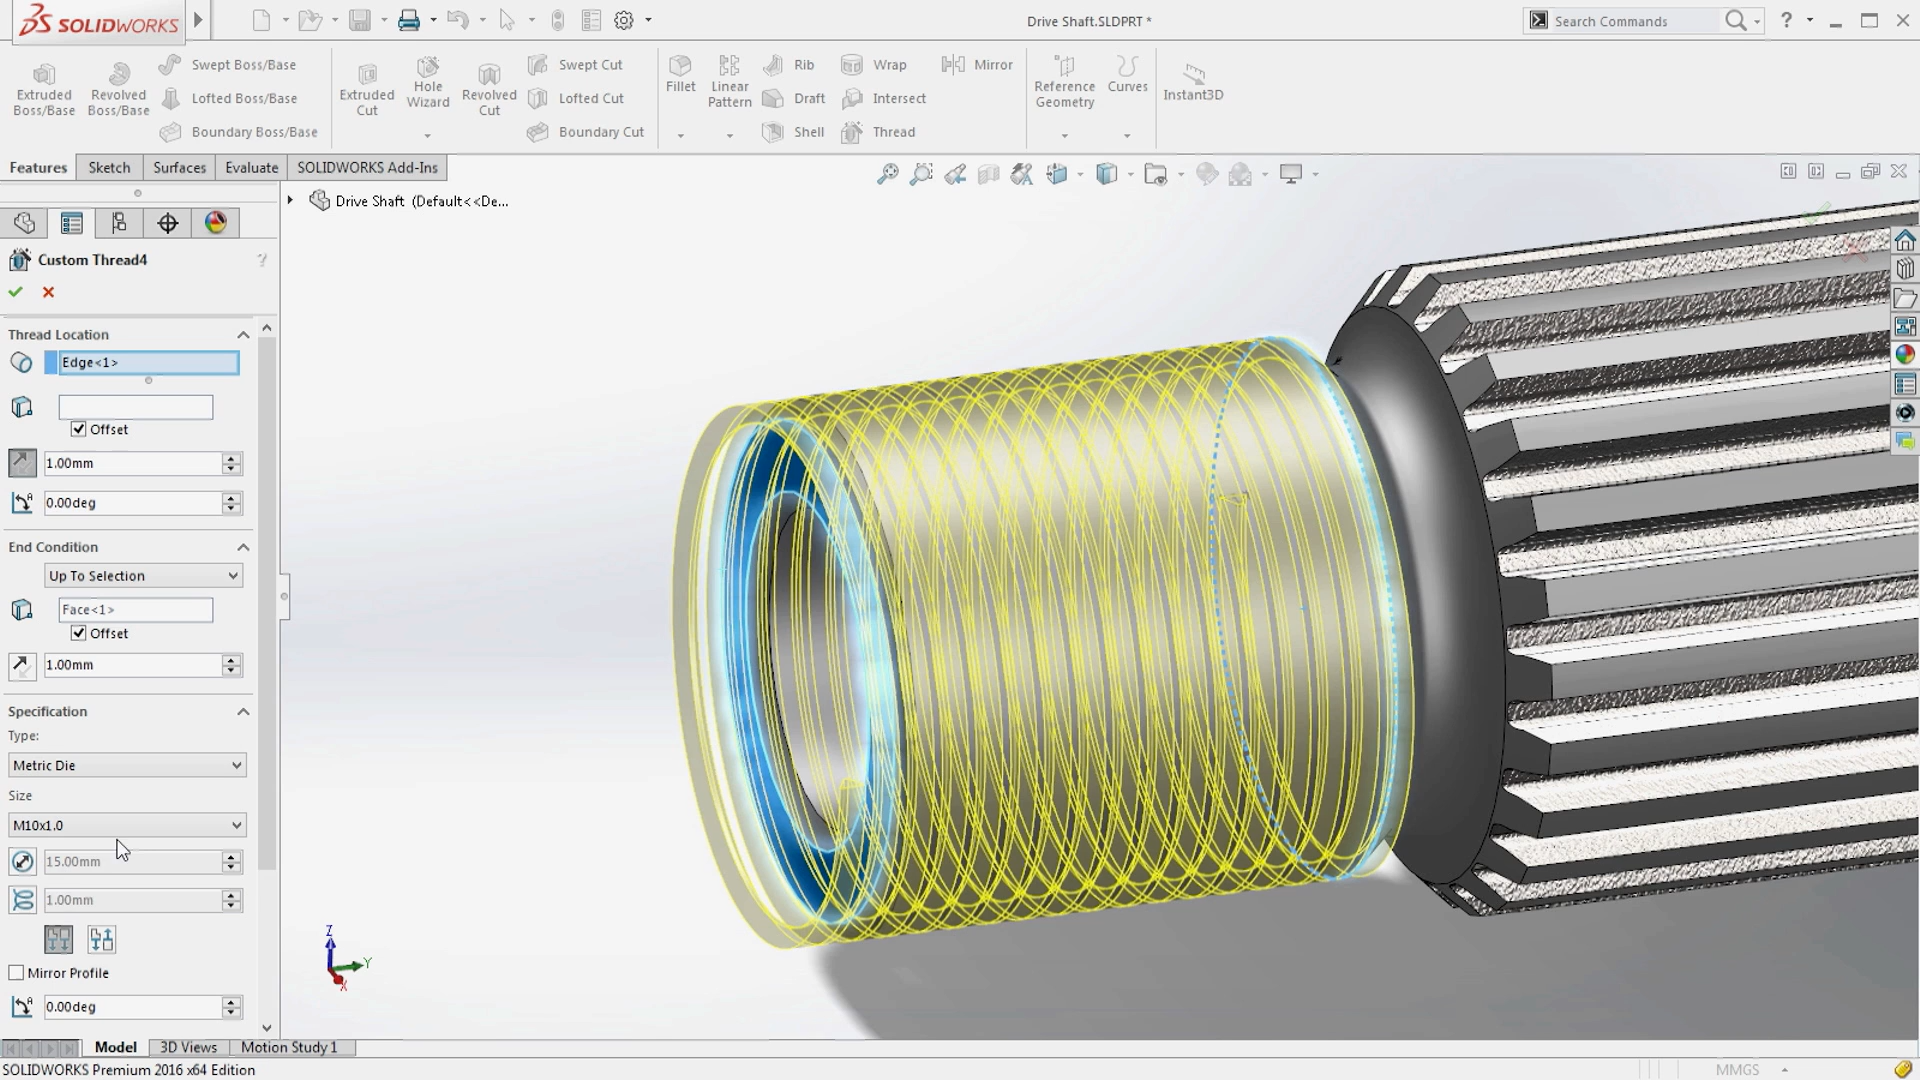 SOLIDWORKS
Drive Shaft.SLDPRT *
Search Commands
?
Extruded Boss/Base
Revolved Boss/Base
Swept Boss/Base
Lofted Boss/Base
Boundary Boss/Base
Extruded Cut
Hole Wizard
Revolved Cut
Swept Cut
Lofted Cut
Boundary Cut
Fillet
Linear Pattern
Rib
Draft
Shell
Wrap
Intersect
Thread
Mirror
Reference Geometry
Curves
Instant3D
Features
Sketch
Surfaces
Evaluate
SOLIDWORKS Add-Ins
Drive Shaft (Default<<De...
Custom Thread4
?
Thread Location
Edge<1>
Offset
1.00mm
0.00deg
End Condition
Up To Selection
Face<1>
Offset
1.00mm
Specification
Type:
Metric Die
Size
M10x1.0
15.00mm
1.00mm
Mirror Profile
0.00deg
Z
Y
X
Model
3D Views
Motion Study 1
SOLIDWORKS Premium 2016 x64 Edition
MMGS